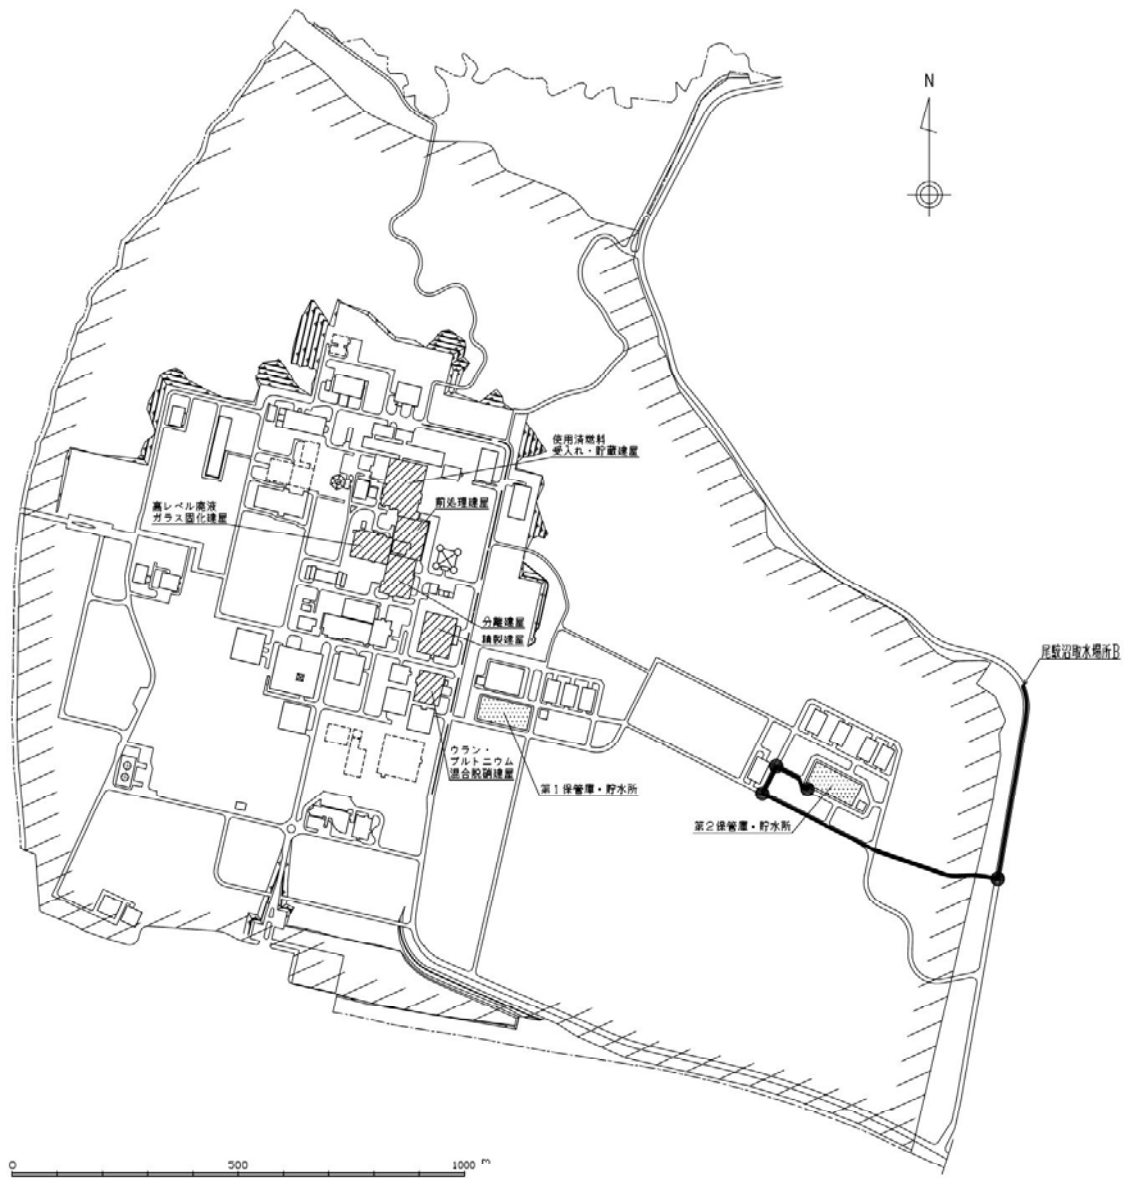 N
使用済燃料
受入れ・貯蔵建屋
前処理建屋
高レベル廃液
ガラス固化建屋
分離建屋
精製建屋
尾駮沼取水場所B
ウラン・
プルトニウム
混合脱硝建屋
第1保管庫・貯水所
第2保管庫・貯水所
0 500 1000 m